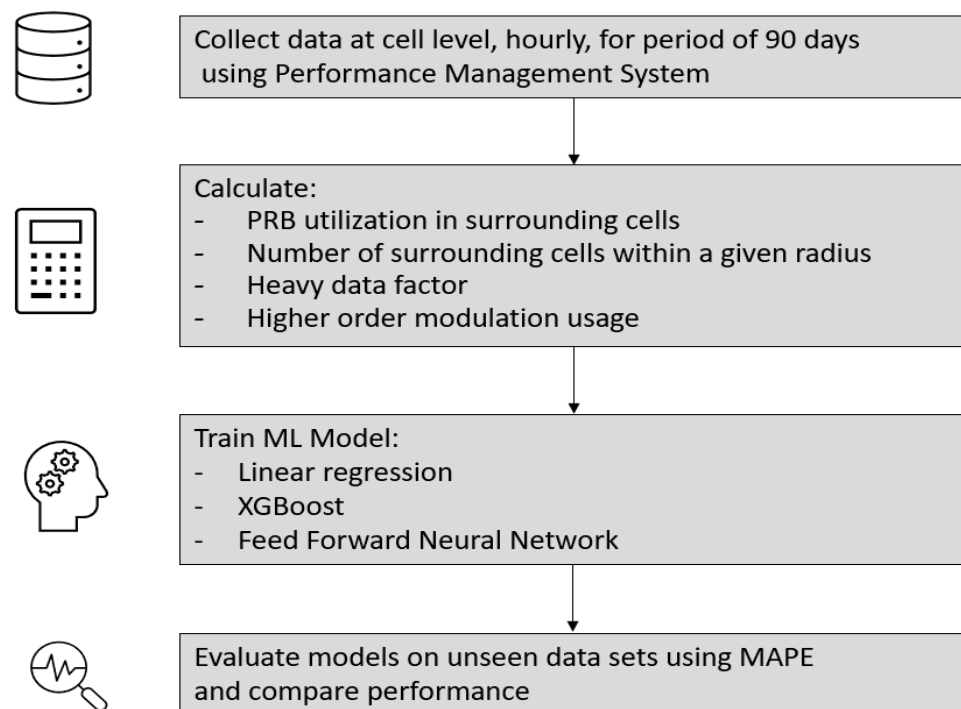 Collect data at cell level, hourly, for period of 90 days
using Performance Management System
Calculate:
- PRB utilization in surrounding cells
- Number of surrounding cells within a given radius
- Heavy data factor
- Higher order modulation usage
Train ML Model:
- Linear regression
- XGBoost
- Feed Forward Neural Network
Evaluate models on unseen data sets using MAPE
and compare performance